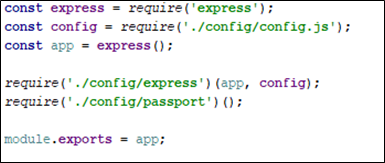 const express = require('express');
const config = require('./config/config.js');
const app = express();
require('./config/express')(app, config);
require('./config/passport')();
module.exports = app;